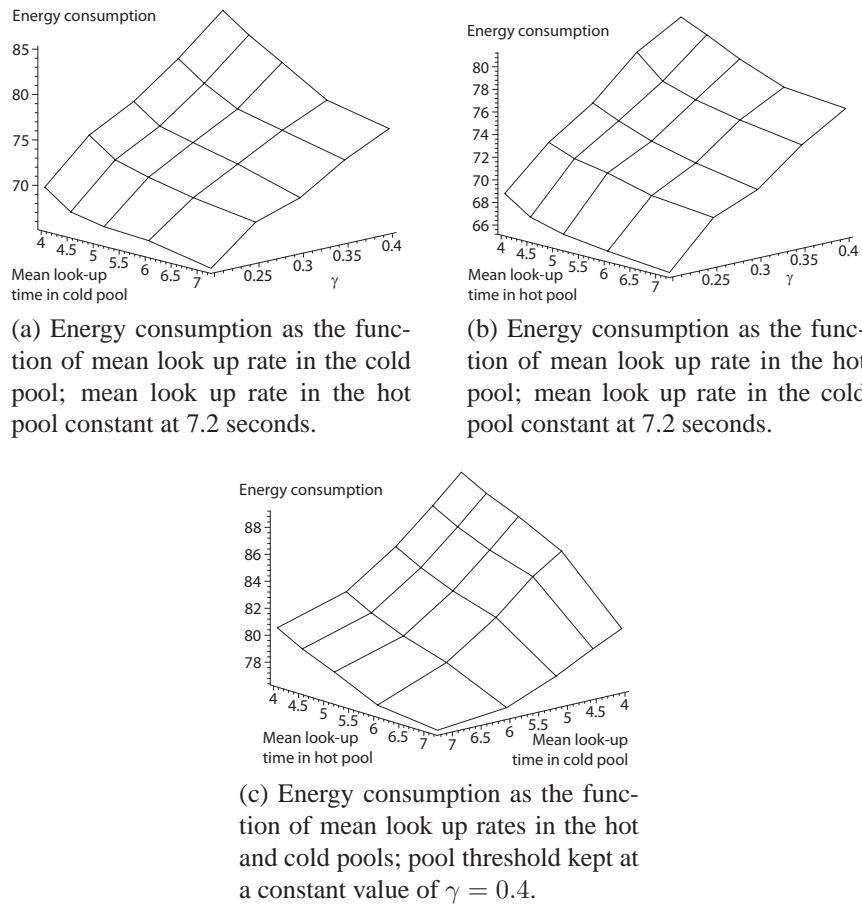 Energy consumption
85
80
75
70
4
4.5
5
5.5
6
6.5
7
0.25
0.3
0.35
0.4
γ
Mean look-up
time in cold pool
(a) Energy consumption as the func-
tion of mean look up rate in the cold
pool; mean look up rate in the hot
pool constant at 7.2 seconds.
Energy consumption
80
78
76
74
72
70
68
66
4
4.5
5
5.5
6
6.5
7
0.25
0.3
0.35
0.4
γ
Mean look-up
time in hot pool
(b) Energy consumption as the func-
tion of mean look up rate in the hot
pool; mean look up rate in the cold
pool constant at 7.2 seconds.
Energy consumption
88
86
84
82
80
78
4
4.5
5
5.5
6
6.5
7
7
6.5
6
5.5
5
4.5
4
Mean look-up
time in hot pool
Mean look-up
time in cold pool
(c) Energy consumption as the func-
tion of mean look up rates in the hot
and cold pools; pool threshold kept at
a constant value of γ = 0.4.